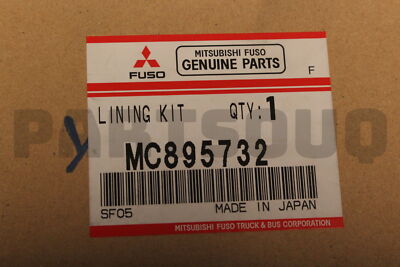 MITSUBISHI FUSO
GENUINE PARTS
FUSO
F
LINING KIT QTY:1
PARTSOUQ
y
MC895732
SF05 MADE IN JAPAN
MITSUBISHI FUSO TRUCK & BUS CORPORATION